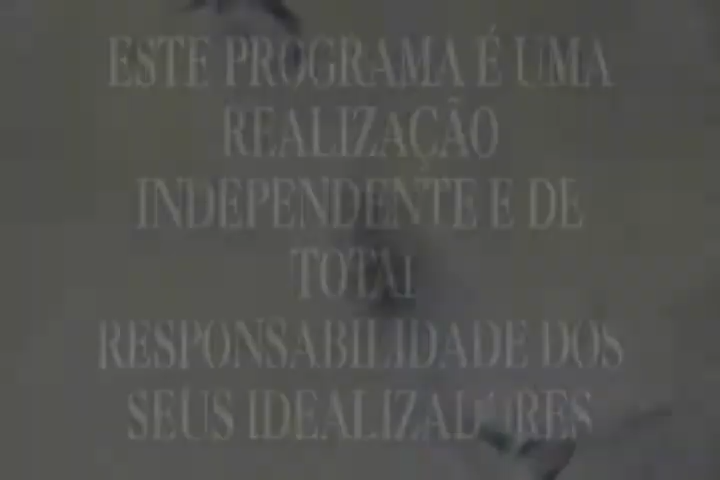 ESTE PROGRAMA É UMA
REALIZAÇÃO
INDEPENDENTE E DE
TOTAL
RESPONSABILIDADE DOS
SEUS IDEALIZADORES